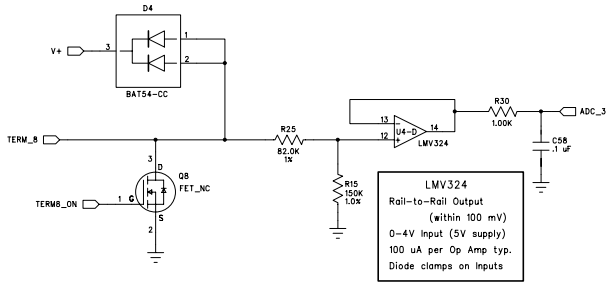 D4
V+
3
1
2
BAT54-CC
R30
1.00K
ADC_3
13
U4-D
14
12
LMV324
C58
.1 uF
TERM_8
R25
82.0K
1%
R15
150K
1.0%
3
D
Q8
FET_NC
TERM8_ON
1
G
S
2
LMV324
Rail-to-Rail Output
(within 100 mV)
0-4V Input (5V supply)
100 uA per Op Amp typ.
Diode clamps on Inputs